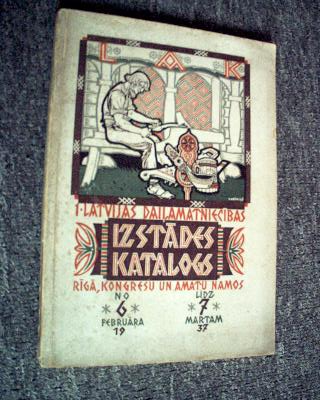 L A K
I·LATVIJAS DAIĻAMATNIECĪBAS
IZSTĀDES
KATALOGS
RĪGĀ, KONGRESU UN AMATU NAMOS
NO LĪDZ
6 7
FEBRUĀRA MARTAM
19 37